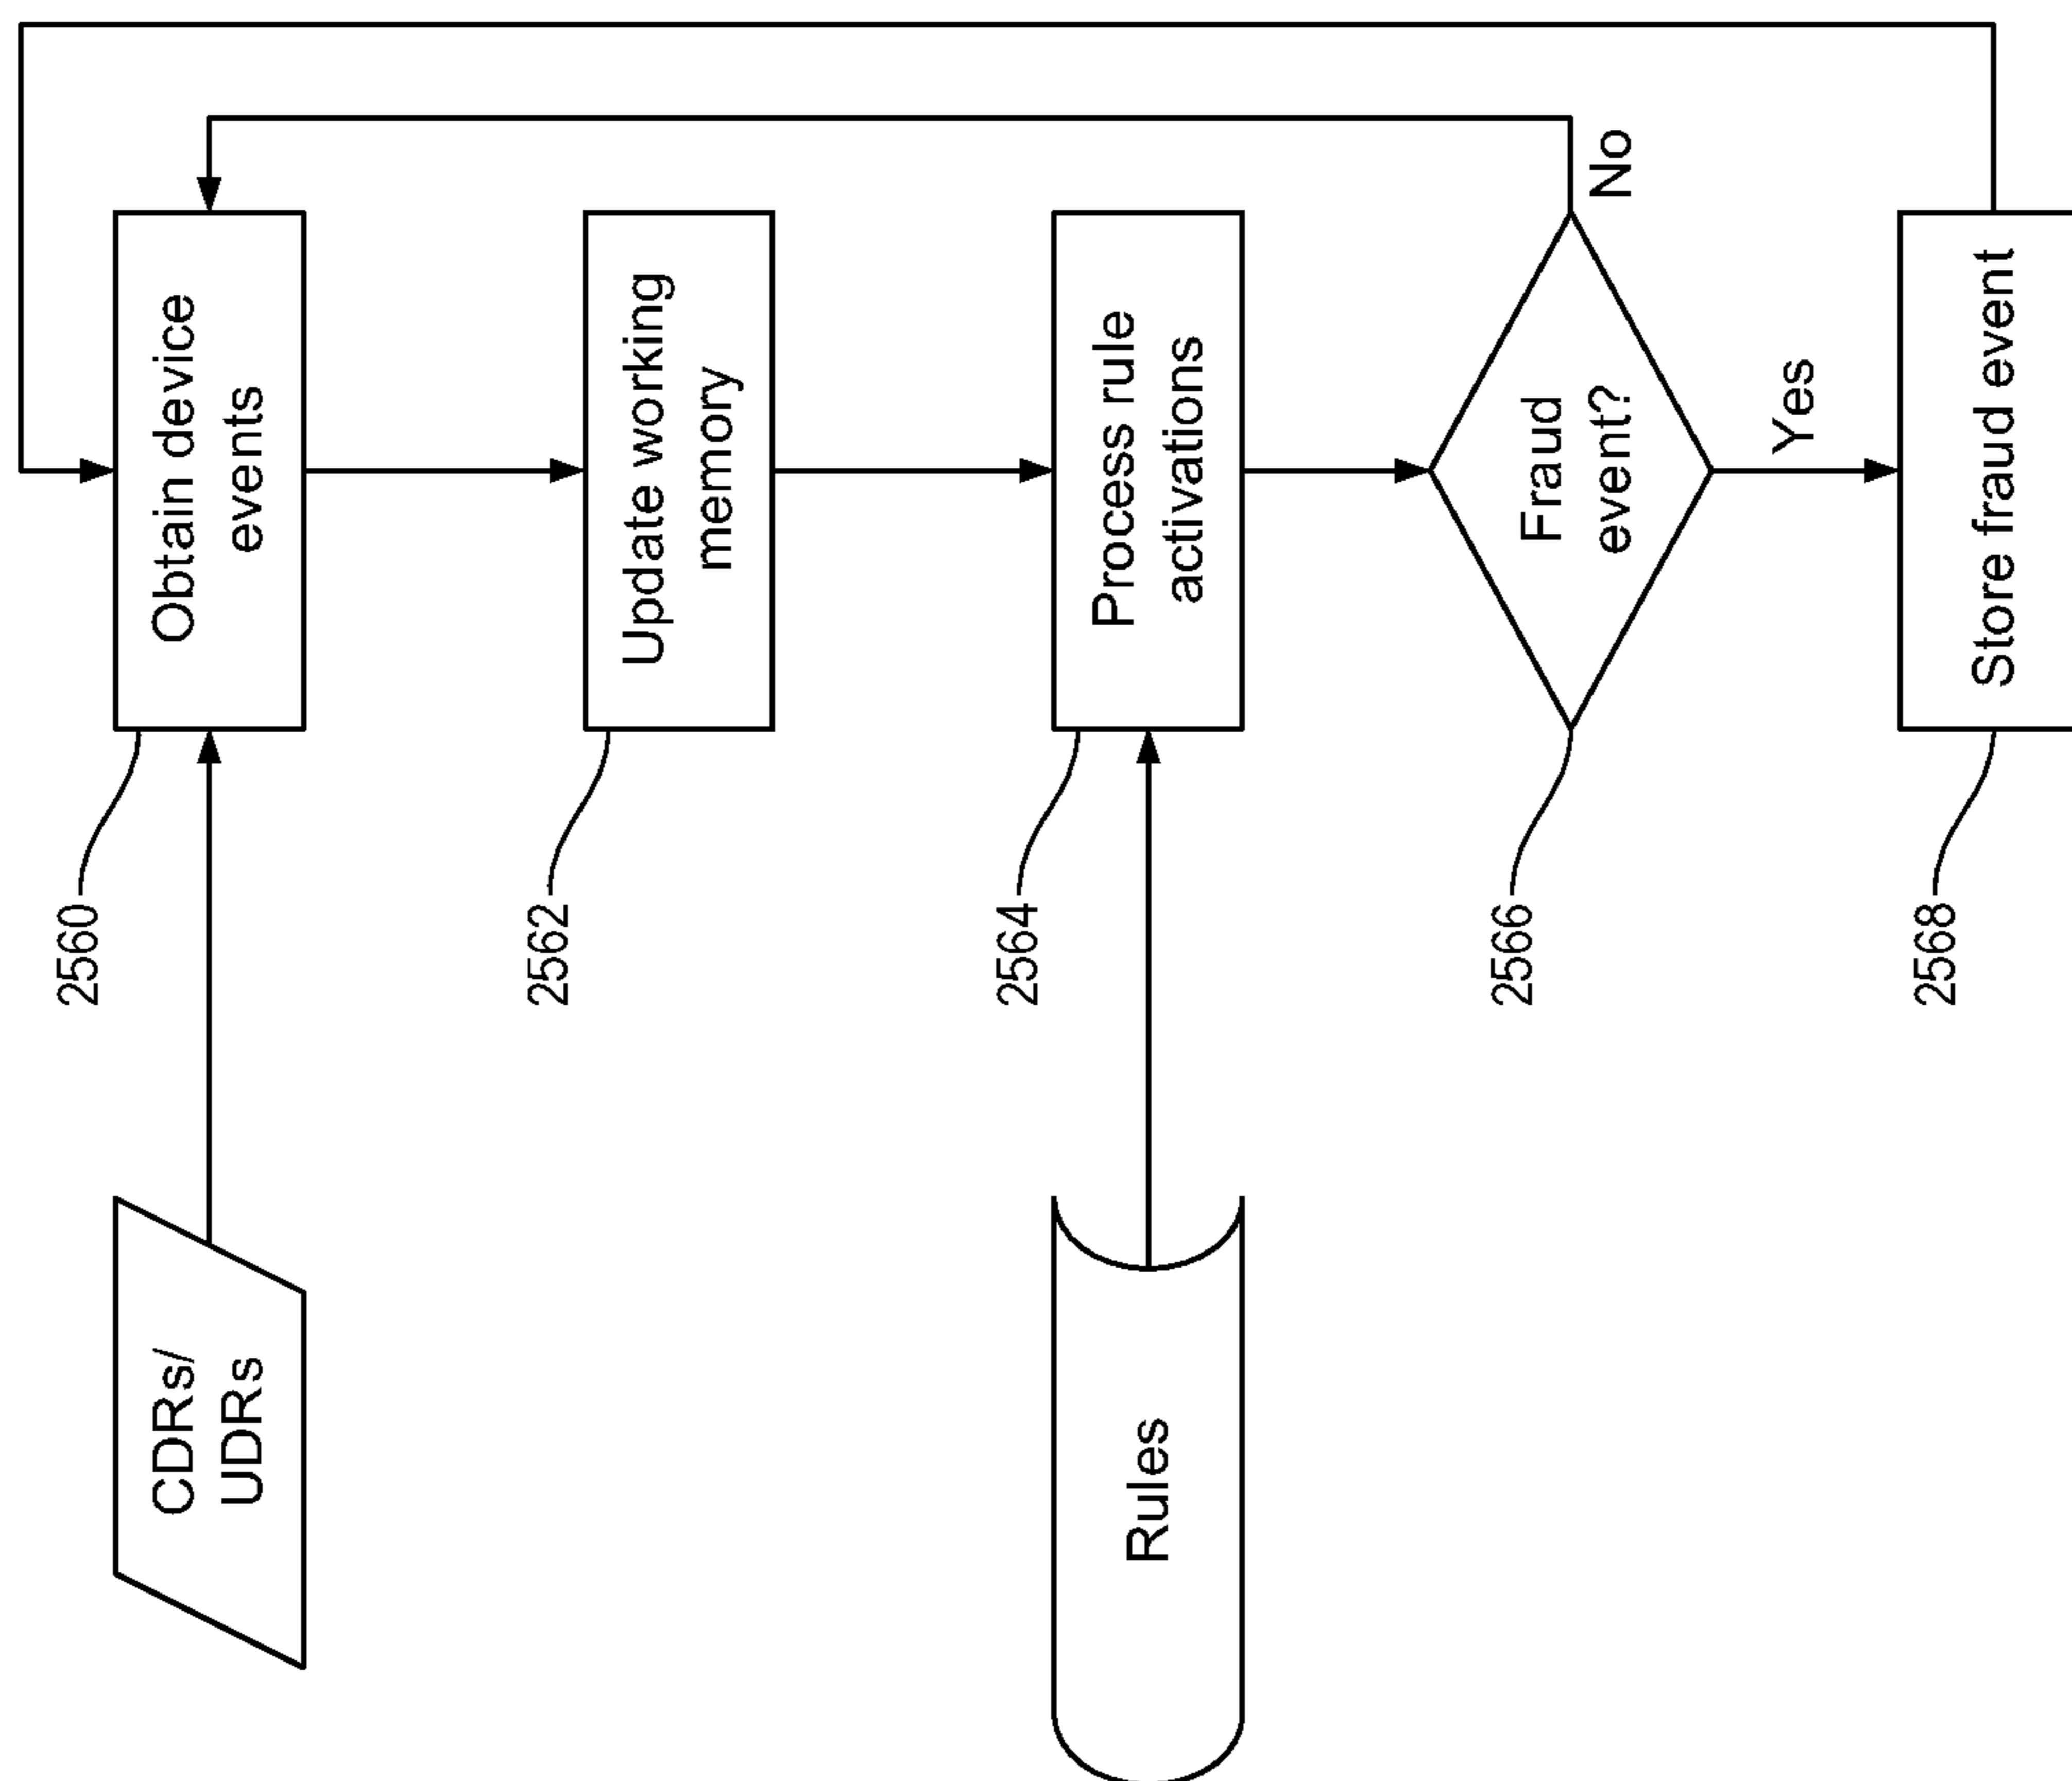 CDRs/
UDRs
2560
Obtain device
events
2562
Update working
memory
Rules
2564
Process rule
activations
2566
Fraud
event?
No
Yes
2568
Store fraud event